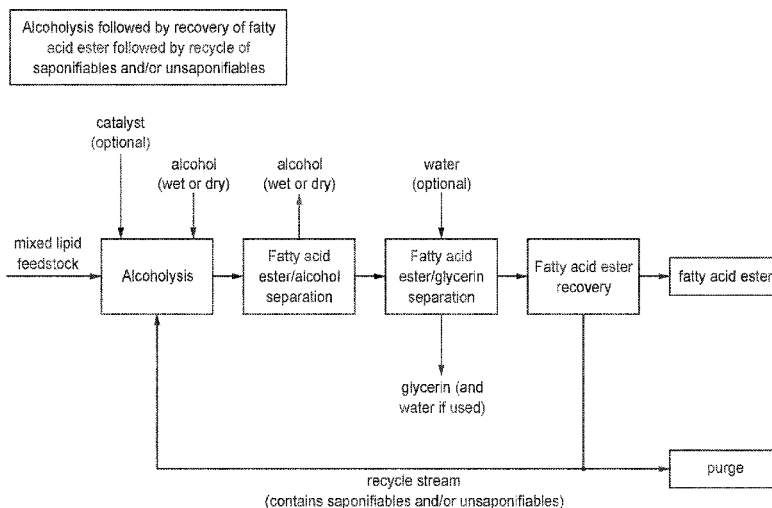 Alcoholysis followed by recovery of fatty
acid ester followed by recycle of
saponifiables and/or unsaponifiables
catalyst
(optional)
alcohol
(wet or dry)
alcohol
(wet or dry)
water
(optional)
mixed lipid
feedstock
Alcoholysis
Fatty acid
ester/alcohol
separation
Fatty acid
ester/glycerin
separation
Fatty acid ester
recovery
fatty acid ester
glycerin (and
water if used)
purge
recycle stream
(contains saponifiables and/or unsaponifiables)